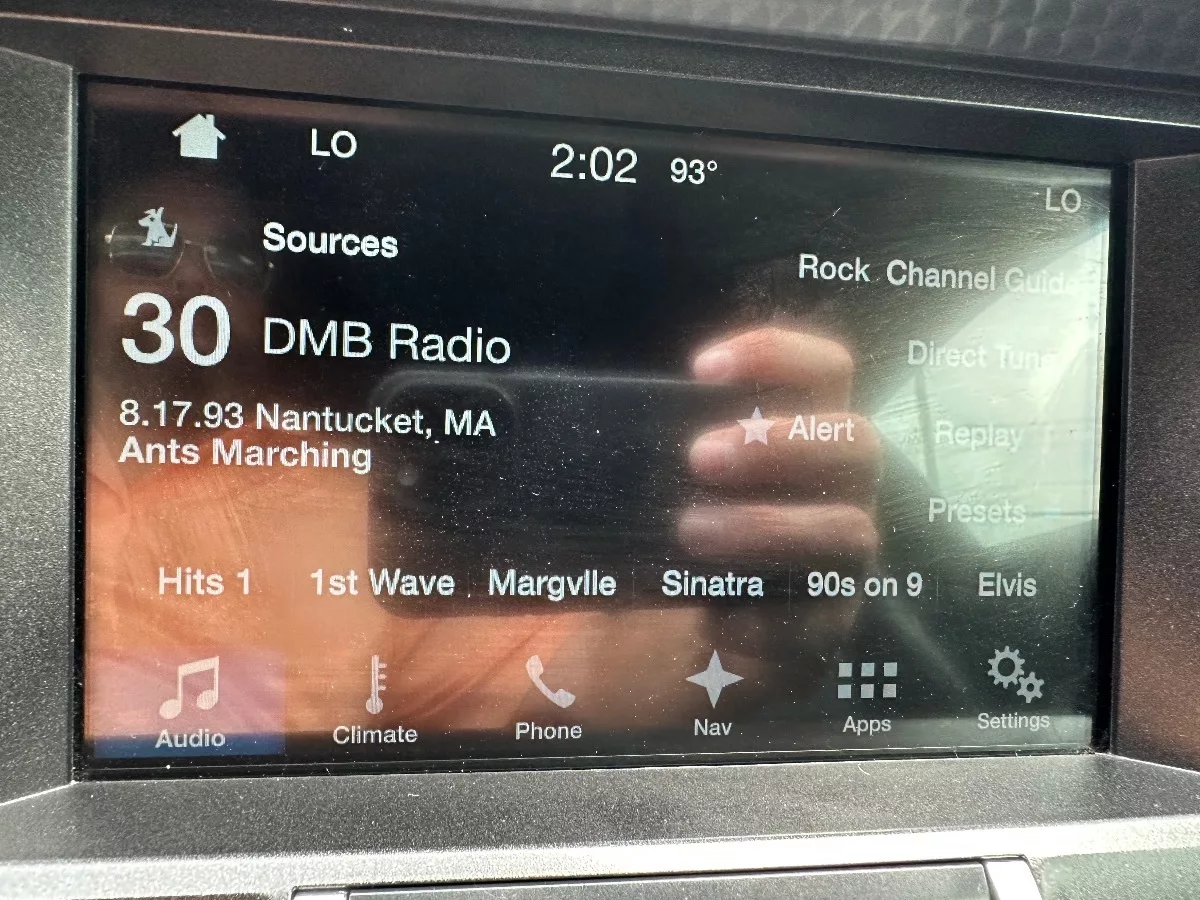 LO 2:02 93° LO
Sources Rock Channel Guide
30 DMB Radio Direct Tune
8.17.93 Nantucket, MA Alert Replay
Ants Marching
Presets
Hits 1 1st Wave Margvlle Sinatra 90s on 9 Elvis
Audio Climate Phone Nav Apps Settings